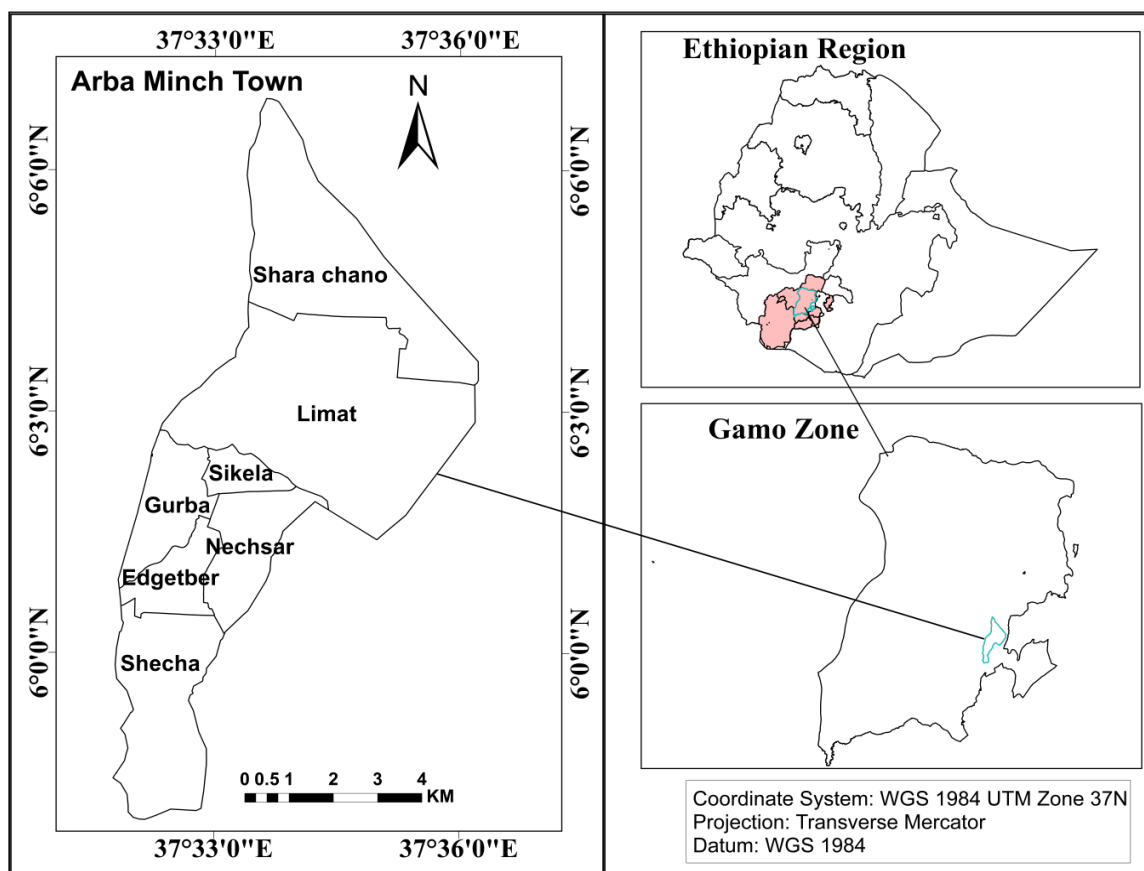 37°33'0"E 37°36'0"E
Arba Minch Town
N
6°6'0"N 6°6'0"N
Shara chano
Limat
6°3'0"N 6°3'0"N
Sikela
Gurba
Nechsar
Edgetber
Shecha
6°0'0"N 6°0'0"N
0 0.5 1 2 3 4
KM
37°33'0"E 37°36'0"E
Ethiopian Region
Gamo Zone
Coordinate System: WGS 1984 UTM Zone 37N
Projection: Transverse Mercator
Datum: WGS 1984